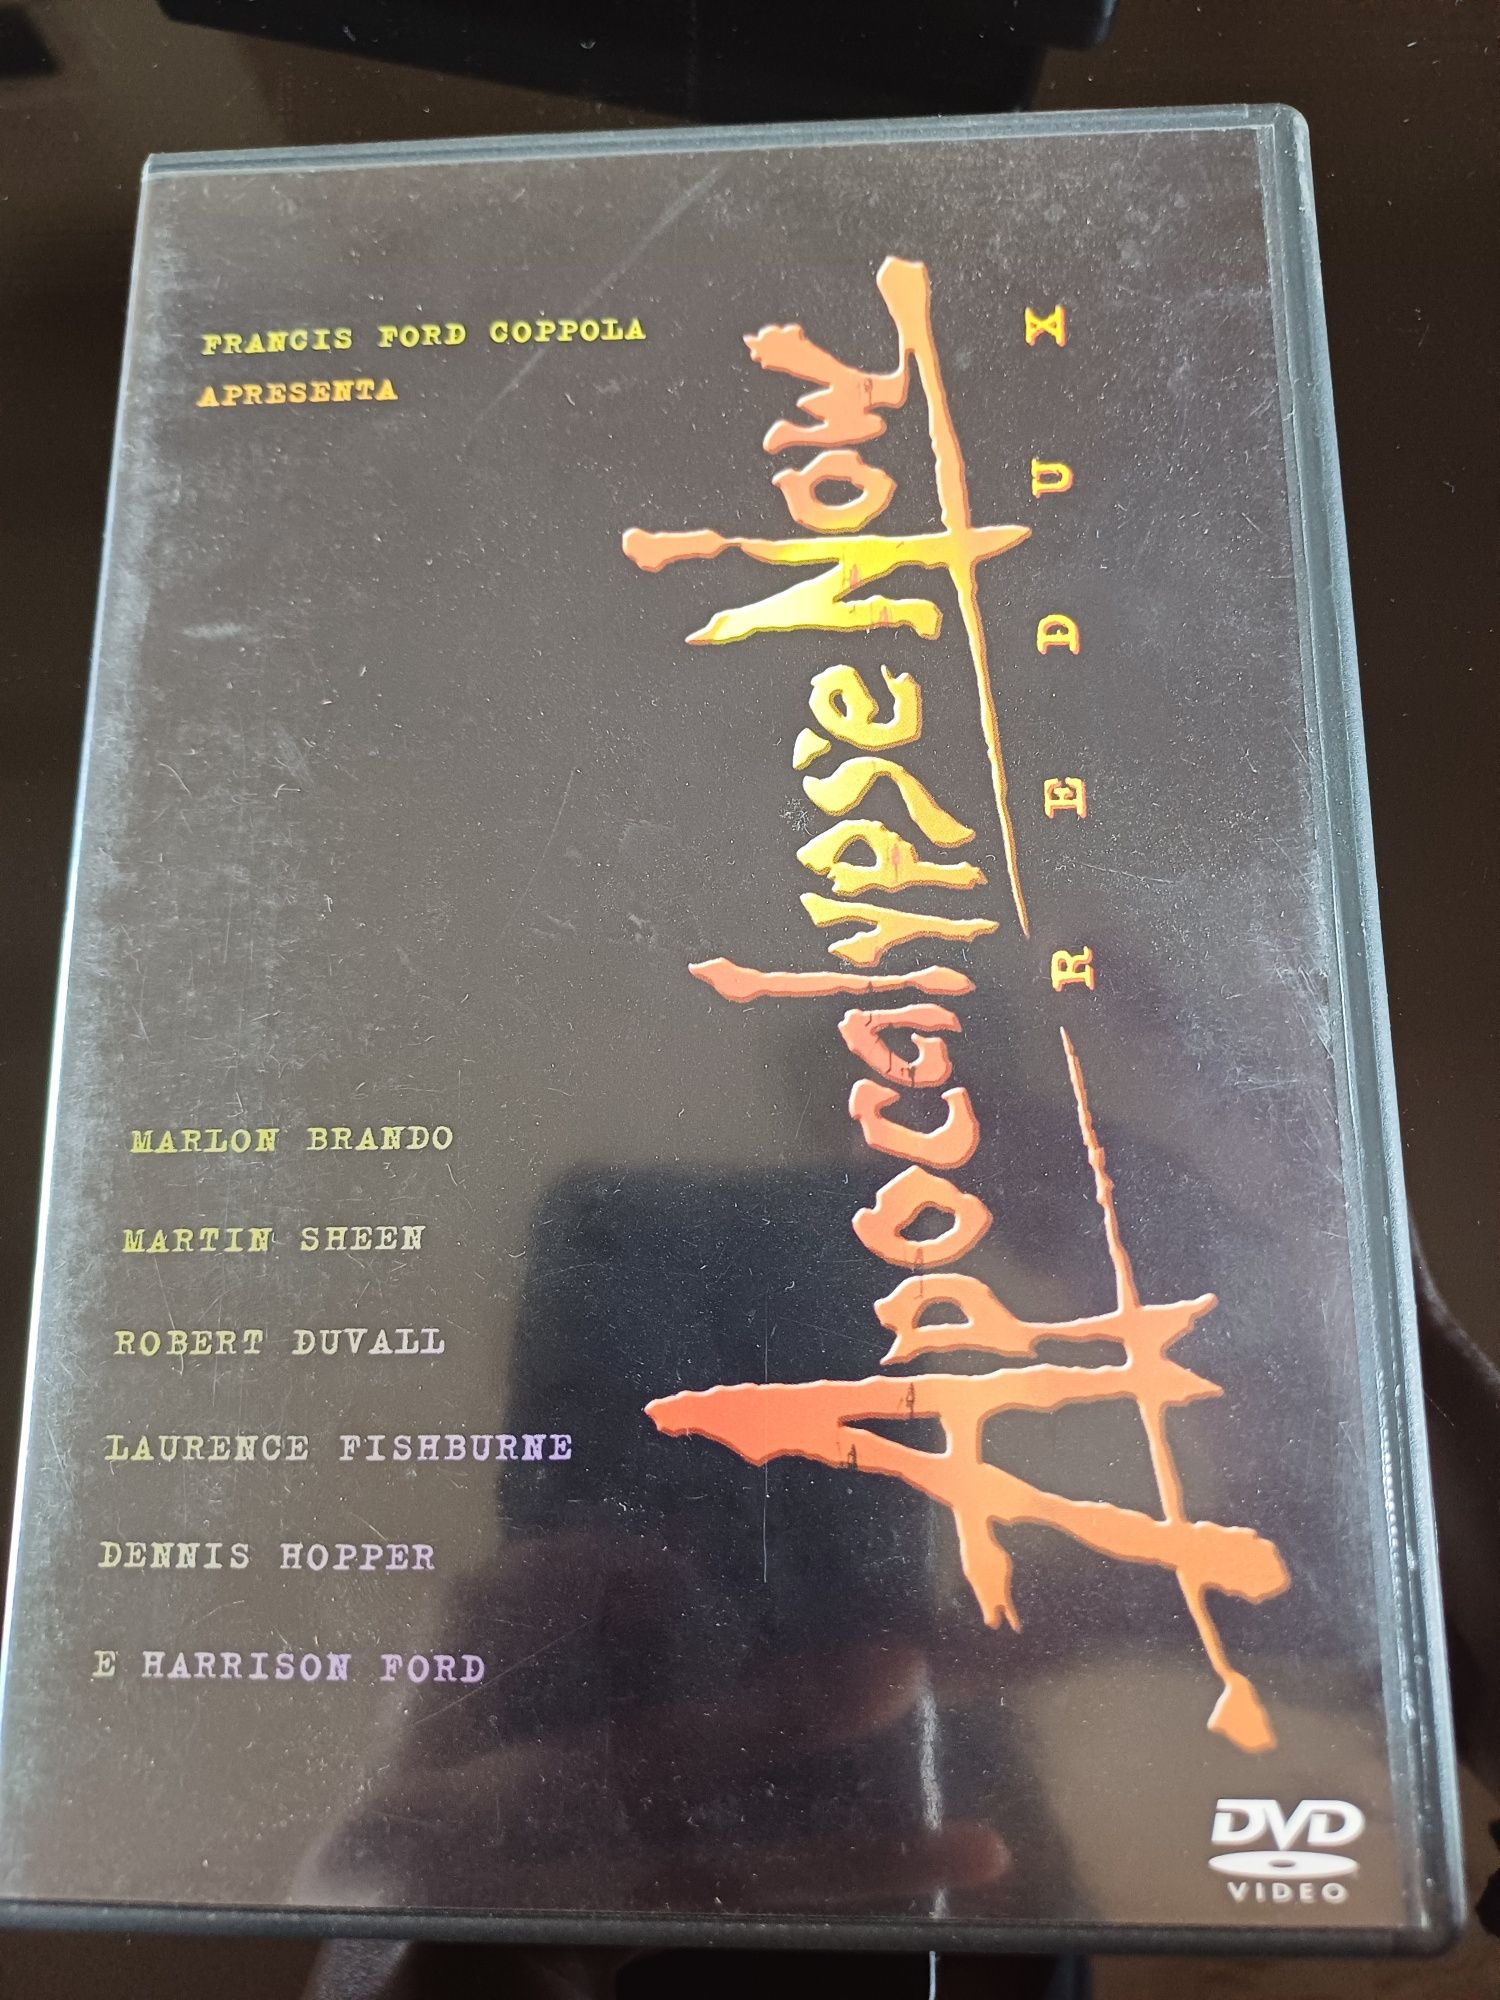 FRANCIS FORD COPPOLA
APRESENTA
Apocalypse Now
REDUX
MARLON BRANDO
MARTIN SHEEN
ROBERT DUVALL
LAURENCE FISHBURNE
DENNIS HOPPER
E HARRISON FORD
DVD
VIDEO